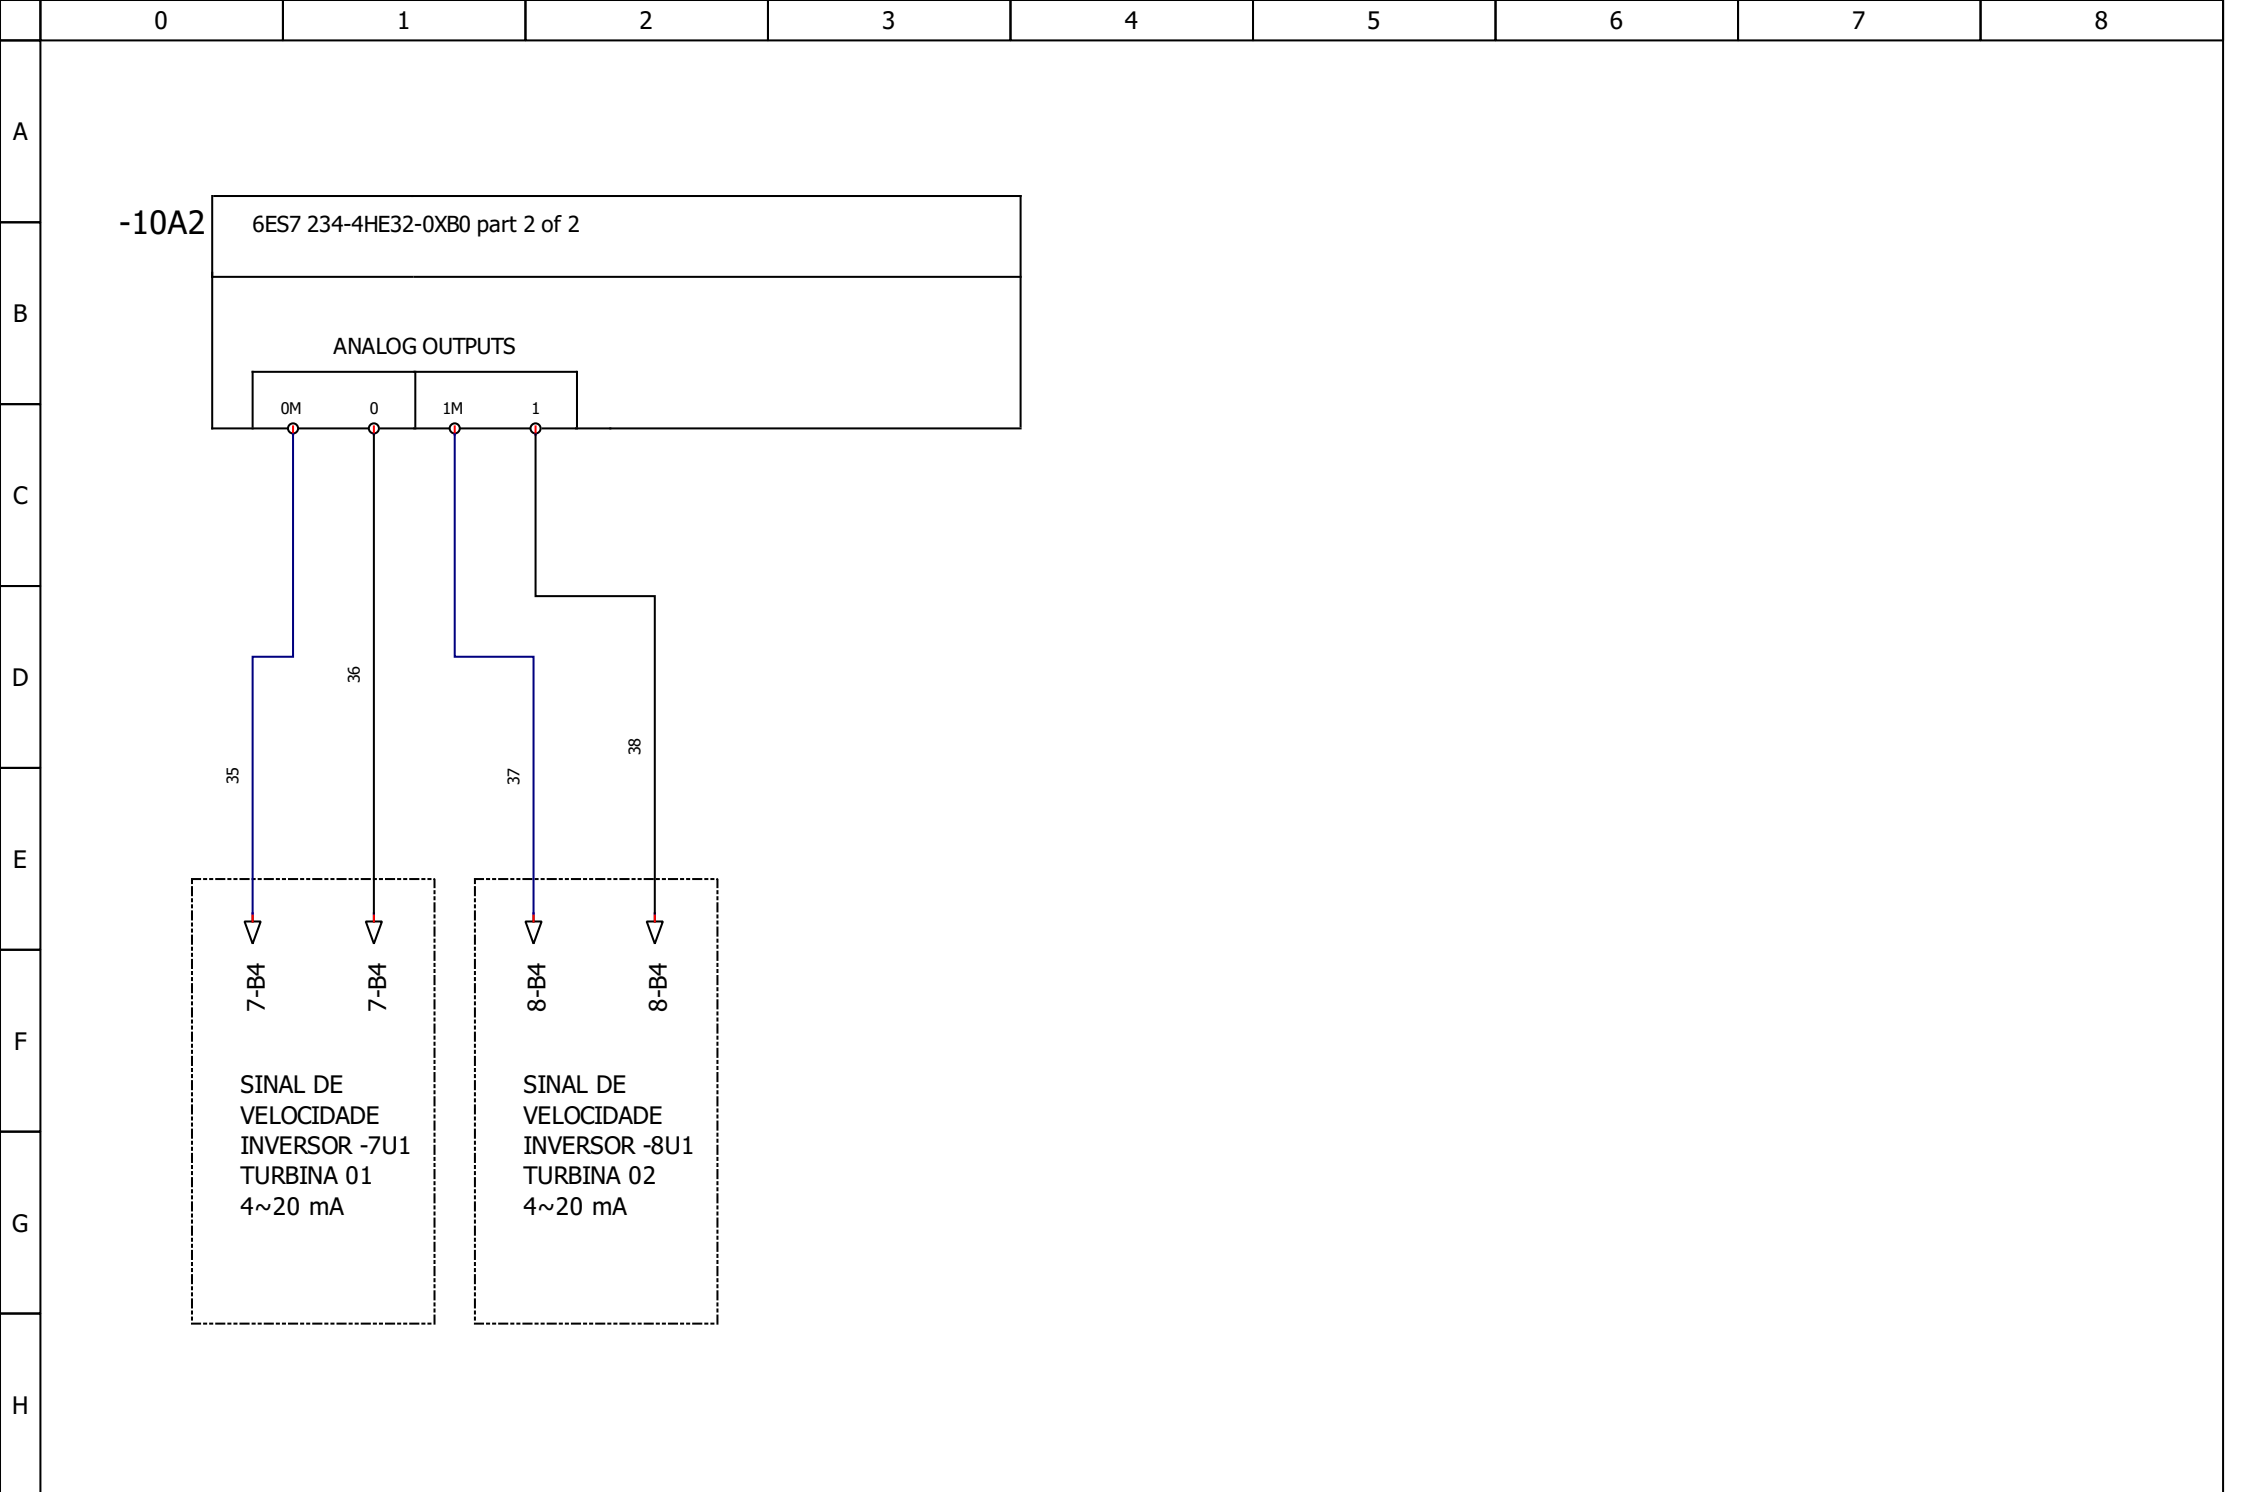 0 1 2 3 4 5 6 7 8
A
-10A2
6ES7 234-4HE32-0XB0 part 2 of 2
B
ANALOG OUTPUTS
0M 0 1M 1
C
D
36
38
35
37
E
7-B4
7-B4
8-B4
8-B4
F
SINAL DE
VELOCIDADE
INVERSOR -7U1
TURBINA 01
4~20 mA
SINAL DE
VELOCIDADE
INVERSOR -8U1
TURBINA 02
4~20 mA
G
H